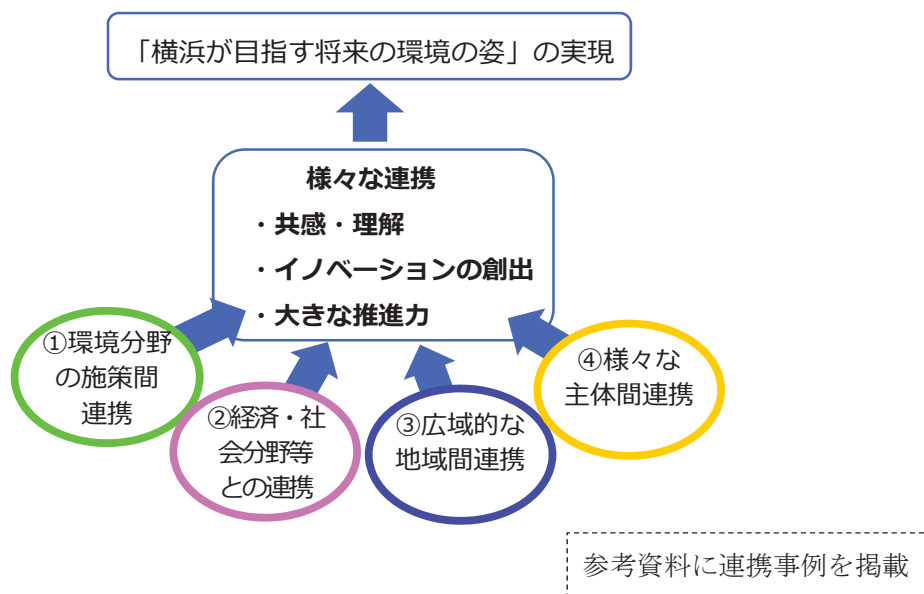 「横浜が目指す将来の環境の姿」の実現
様々な連携
・共感・理解
・イノベーションの創出
・大きな推進力
①環境分野
の施策間
連携
②経済・社
会分野等
との連携
③広域的な
地域間連携
④様々な
主体間連携
参考資料に連携事例を掲載